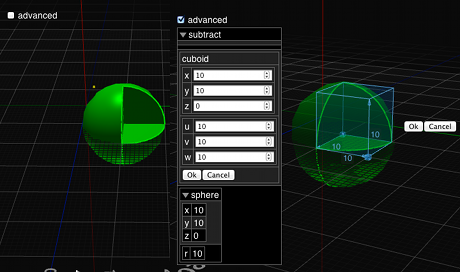 advanced
advanced
subtract
cuboid
x 10
y 10
z 0
u 10
v 10
w 10
Ok Cancel
sphere
x 10
y 10
z 0
r 10
10
10
10
Ok Cancel